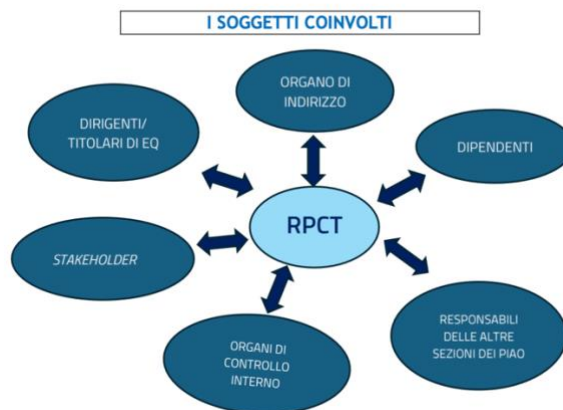 I SOGGETTI COINVOLTI
ORGANO DI
INDIRIZZO
DIRIGENTI/
TITOLARI DI EQ
DIPENDENTI
RPCT
STAKEHOLDER
RESPONSABILI
DELLE ALTRE
SEZIONI DEI PIAO
ORGANI DI
CONTROLLO
INTERNO